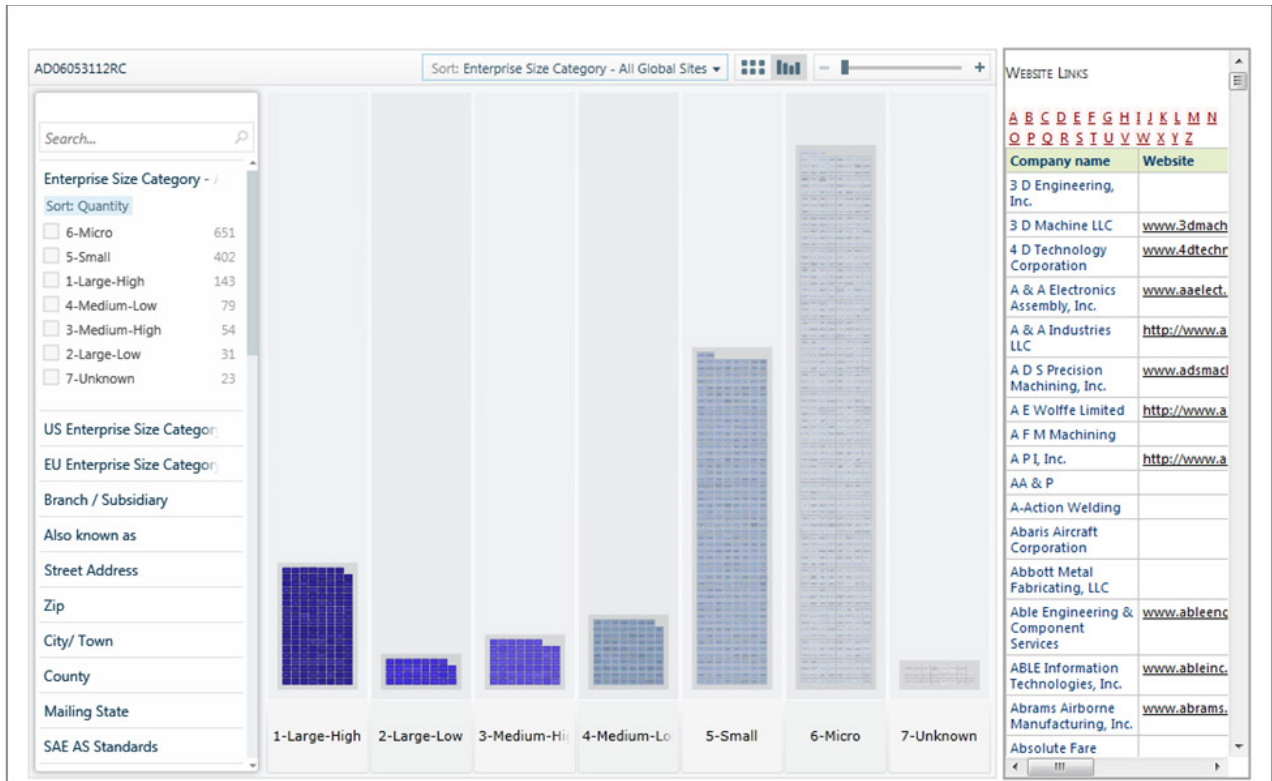 AD06053112RC
Sort: Enterprise Size Category - All Global Sites
Search...
Enterprise Size Category -
Sort: Quantity
6-Micro 651
5-Small 402
1-Large-High 143
4-Medium-Low 79
3-Medium-High 54
2-Large-Low 31
7-Unknown 23
US Enterprise Size Categor
EU Enterprise Size Categor
Branch / Subsidiary
Also known as
Street Address
Zip
City/ Town
County
Mailing State
SAE AS Standards
1-Large-High 2-Large-Low 3-Medium-Hi 4-Medium-Lo 5-Small 6-Micro 7-Unknown
WEBSITE LINKS
A B C D E F G H I J K L M N
O P Q R S T U V W X Y Z
Company name Website
3 D Engineering,
Inc.
3 D Machine LLC www.3dmach
4 D Technology www.4dtechr
Corporation
A & A Electronics www.aaelect.
Assembly, Inc.
A & A Industries http://www.a
LLC
A D S Precision www.adsmacl
Machining, Inc.
A E Wolffe Limited http://www.a
A F M Machining
A P I, Inc. http://www.a
AA & P
A-Action Welding
Abaris Aircraft
Corporation
Abbott Metal
Fabricating, LLC
Able Engineering & www.ableenc
Component
Services
ABLE Information www.ableinc.
Technologies, Inc.
Abrams Airborne www.abrams.
Manufacturing, Inc.
Absolute Fare